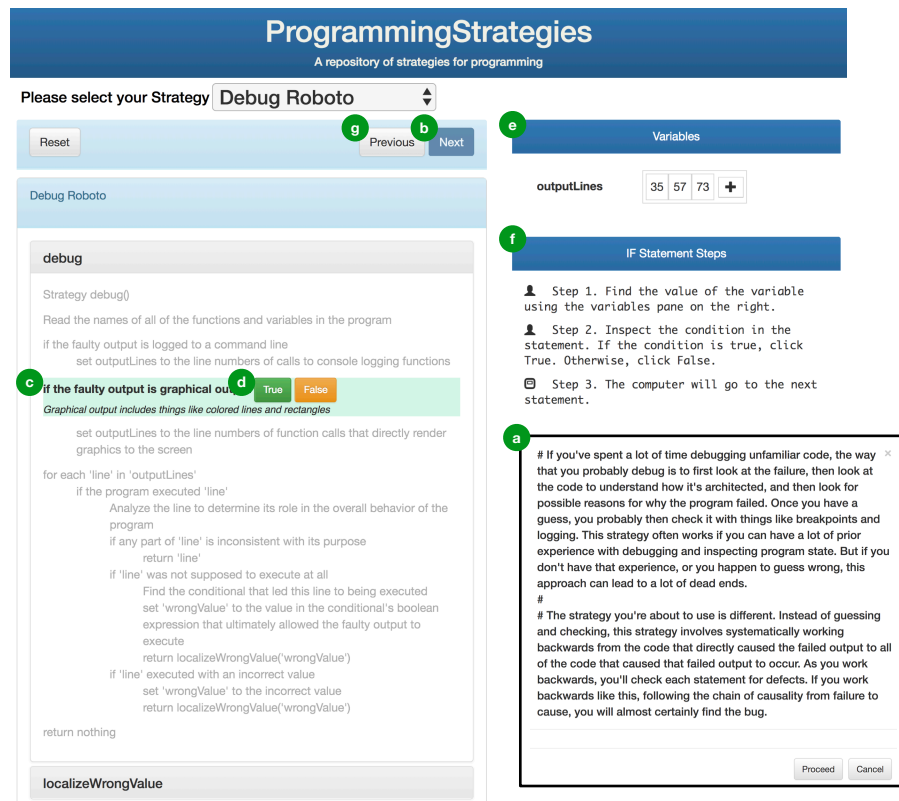 ProgrammingStrategies
A repository of strategies for programming
Please select your Strategy Debug Roboto
Reset
g
Previous
b
Next
Debug Roboto
debug
Strategy debug()
Read the names of all of the functions and variables in the program
if the faulty output is logged to a command line
set outputLines to the line numbers of calls to console logging functions
c
if the faulty output is graphical out
d
True
False
Graphical output includes things like colored lines and rectangles
set outputLines to the line numbers of function calls that directly render
graphics to the screen
for each 'line' in 'outputLines'
if the program executed 'line'
Analyze the line to determine its role in the overall behavior of the
program
if any part of 'line' is inconsistent with its purpose
return 'line'
if 'line' was not supposed to execute at all
Find the conditional that led this line to being executed
set 'wrongValue' to the value in the conditional's boolean
expression that ultimately allowed the faulty output to
execute
return localizeWrongValue('wrongValue')
if 'line' executed with an incorrect value
set 'wrongValue' to the incorrect value
return localizeWrongValue('wrongValue')
return nothing
localizeWrongValue
e
Variables
outputLines 35 57 73 +
f
IF Statement Steps
Step 1. Find the value of the variable
using the variables pane on the right.
Step 2. Inspect the condition in the
statement. If the condition is true, click
True. Otherwise, click False.
Step 3. The computer will go to the next
statement.
a
# If you've spent a lot of time debugging unfamiliar code, the way ×
that you probably debug is to first look at the failure, then look at
the code to understand how it's architected, and then look for
possible reasons for why the program failed. Once you have a
guess, you probably then check it with things like breakpoints and
logging. This strategy often works if you can have a lot of prior
experience with debugging and inspecting program state. But if you
don't have that experience, or you happen to guess wrong, this
approach can lead to a lot of dead ends.
#
# The strategy you're about to use is different. Instead of guessing
and checking, this strategy involves systematically working
backwards from the code that directly caused the failed output to all
of the code that caused that failed output to occur. As you work
backwards, you'll check each statement for defects. If you work
backwards like this, following the chain of causality from failure to
cause, you will almost certainly find the bug.
Proceed
Cancel